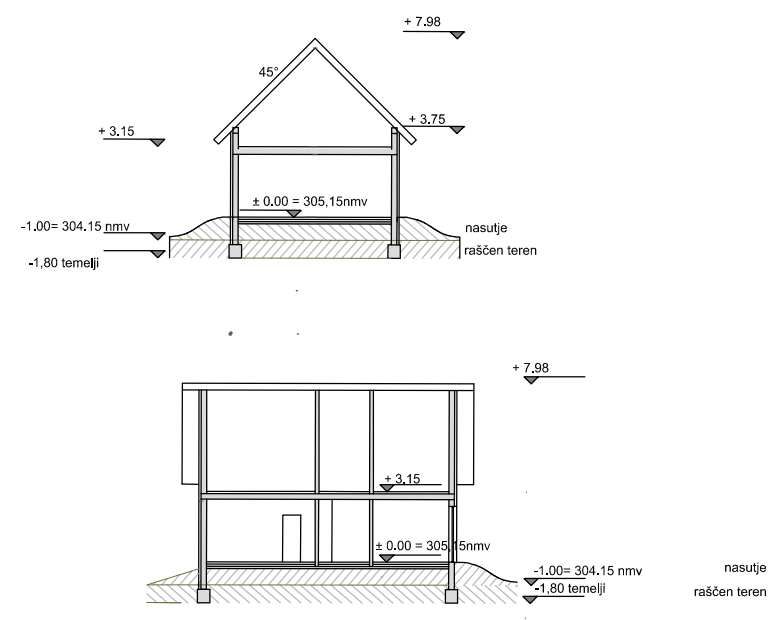 + 7.98
45°
+ 3.75
+ 3.15
± 0.00 = 305,15nmv
-1.00= 304.15 nmv
nasutje
raščen teren
-1,80 temelji
+ 7.98
+ 3.15
± 0.00 = 305,15nmv
-1.00= 304.15 nmv
nasutje
-1,80 temelji
raščen teren